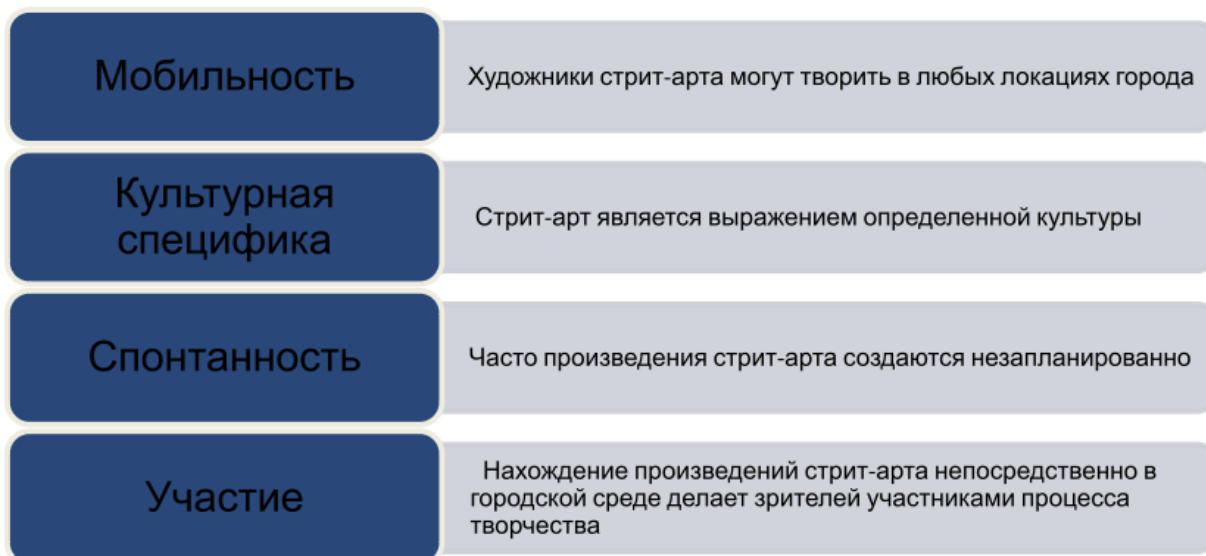 Мобильность
Художники стрит-арта могут творить в любых локациях города
Культурная
специфика
Стрит-арт является выражением определенной культуры
Спонтанность
Часто произведения стрит-арта создаются незапланированно
Участие
Нахождение произведений стрит-арта непосредственно в
городской среде делает зрителей участниками процесса
творчества